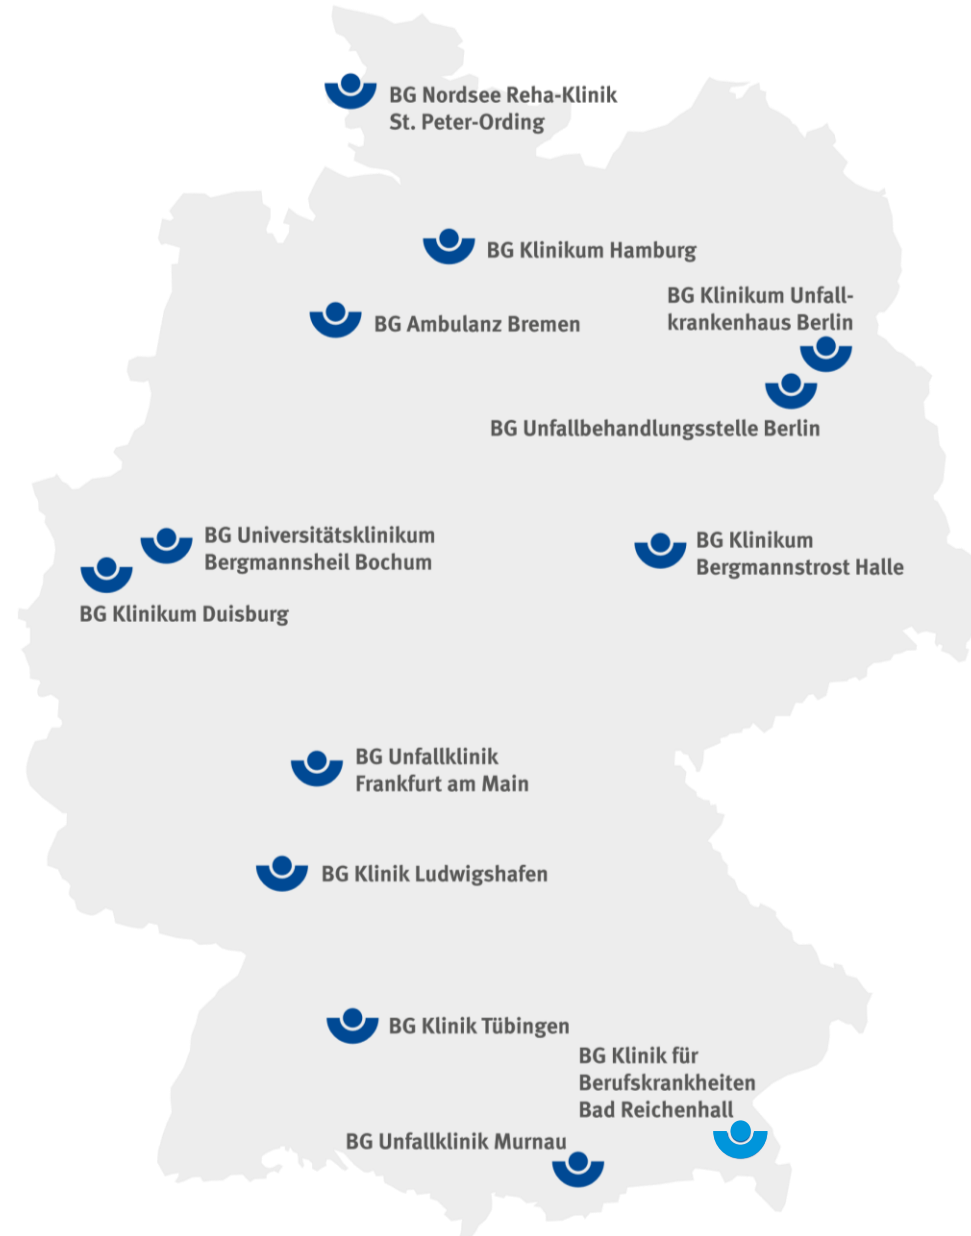 BG Nordsee Reha-Klinik
St. Peter-Ording
BG Klinikum Hamburg
BG Klinikum Unfall-
krankenhaus Berlin
BG Ambulanz Bremen
BG Unfallbehandlungsstelle Berlin
BG Universitätsklinikum
Bergmannsheil Bochum
BG Klinikum
Bergmannstrost Halle
BG Klinikum Duisburg
BG Unfallklinik
Frankfurt am Main
BG Klinik Ludwigshafen
BG Klinik Tübingen
BG Klinik für
Berufskrankheiten
Bad Reichenhall
BG Unfallklinik Murnau